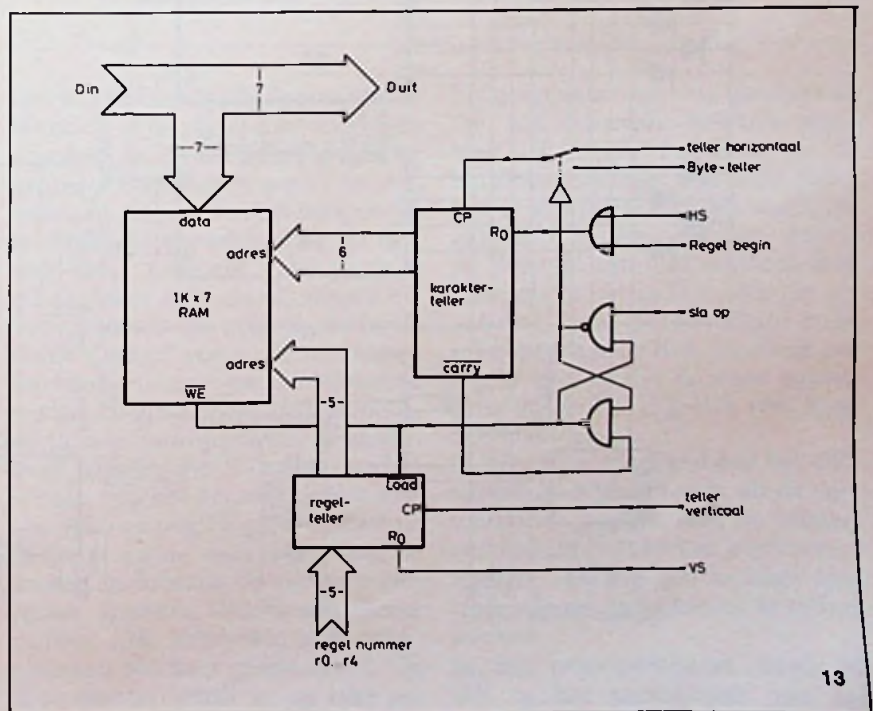 Din
7
Duit
-7-
data
adres
1K x 7
RAM
adres
WE
6
CP
R0
karakter-
teller
carry
teller horizontaal
Byte-teller
HS
Regel begin
sla op
-5-
Load
regel-
teller
CP
R0
teller
verticaal
VS
-5-
regel nummer
r0.. r4
13